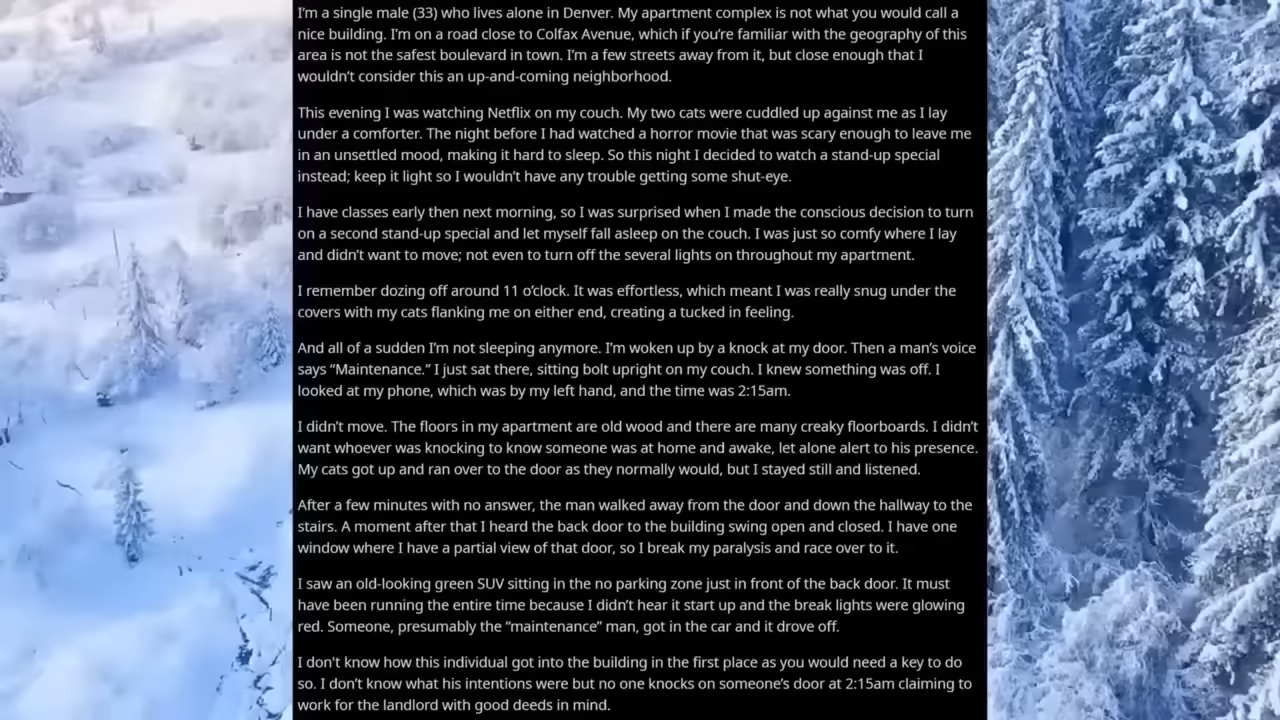 I’m a single male (33) who lives alone in Denver. My apartment complex is not what you would call a
nice building. I’m on a road close to Colfax Avenue, which if you’re familiar with the geography of this
area is not the safest boulevard in town. I’m a few streets away from it, but close enough that I
wouldn’t consider this an up-and-coming neighborhood.
This evening I was watching Netflix on my couch. My two cats were cuddled up against me as I lay
under a comforter. The night before I had watched a horror movie that was scary enough to leave me
in an unsettled mood, making it hard to sleep. So this night I decided to watch a stand-up special
instead; keep it light so I wouldn’t have any trouble getting some shut-eye.
I have classes early then next morning, so I was surprised when I made the conscious decision to turn
on a second stand-up special and let myself fall asleep on the couch. I was just so comfy where I lay
and didn’t want to move; not even to turn off the several lights on throughout my apartment.
I remember dozing off around 11 o’clock. It was effortless, which meant I was really snug under the
covers with my cats flanking me on either end, creating a tucked in feeling.
And all of a sudden I’m not sleeping anymore. I’m woken up by a knock at my door. Then a man’s voice
says “Maintenance.” I just sat there, sitting bolt upright on my couch. I knew something was off. I
looked at my phone, which was by my left hand, and the time was 2:15am.
I didn’t move. The floors in my apartment are old wood and there are many creaky floorboards. I didn’t
want whoever was knocking to know someone was at home and awake, let alone alert to his presence.
My cats got up and ran over to the door as they normally would, but I stayed still and listened.
After a few minutes with no answer, the man walked away from the door and down the hallway to the
stairs. A moment after that I heard the back door to the building swing open and closed. I have one
window where I have a partial view of that door, so I break my paralysis and race over to it.
I saw an old-looking green SUV sitting in the no parking zone just in front of the back door. It must
have been running the entire time because I didn’t hear it start up and the break lights were glowing
red. Someone, presumably the “maintenance” man, got in the car and it drove off.
I don't know how this individual got into the building in the first place as you would need a key to do
so. I don’t know what his intentions were but no one knocks on someone’s door at 2:15am claiming to
work for the landlord with good deeds in mind.